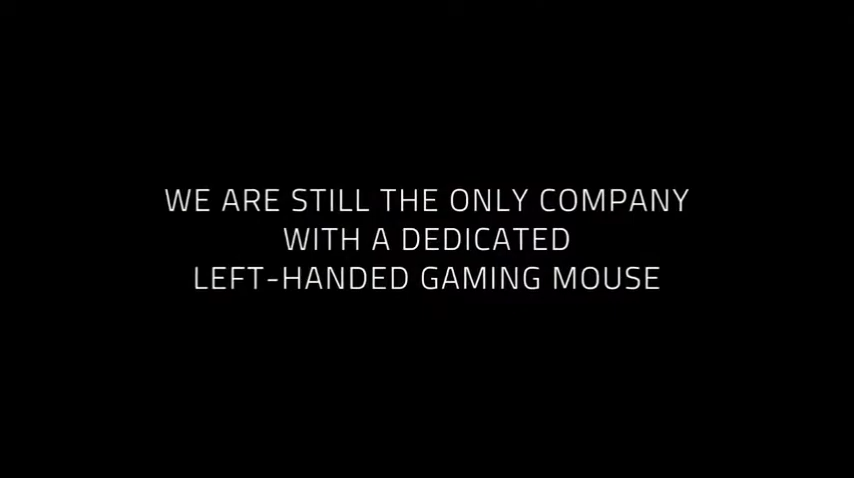 WE ARE STILL THE ONLY COMPANY
WITH A DEDICATED
LEFT-HANDED GAMING MOUSE